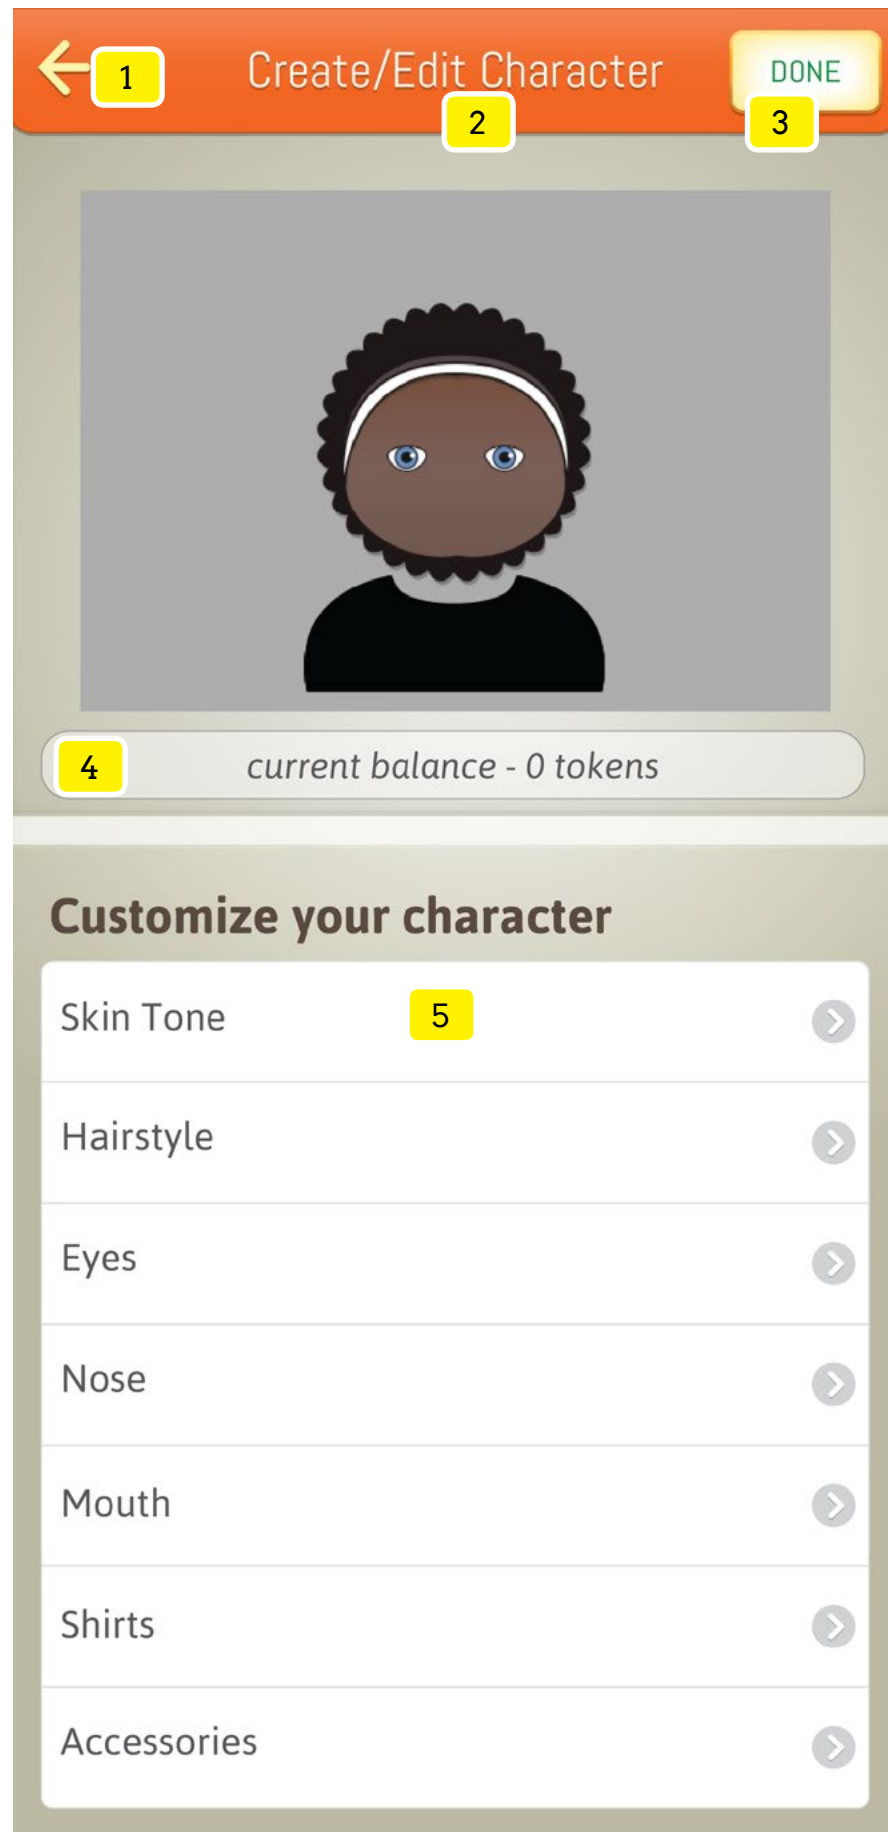 1
Create/Edit Character
DONE
2
3
4
current balance - 0 tokens
Customize your character
Skin Tone
5
Hairstyle
Eyes
Nose
Mouth
Shirts
Accessories